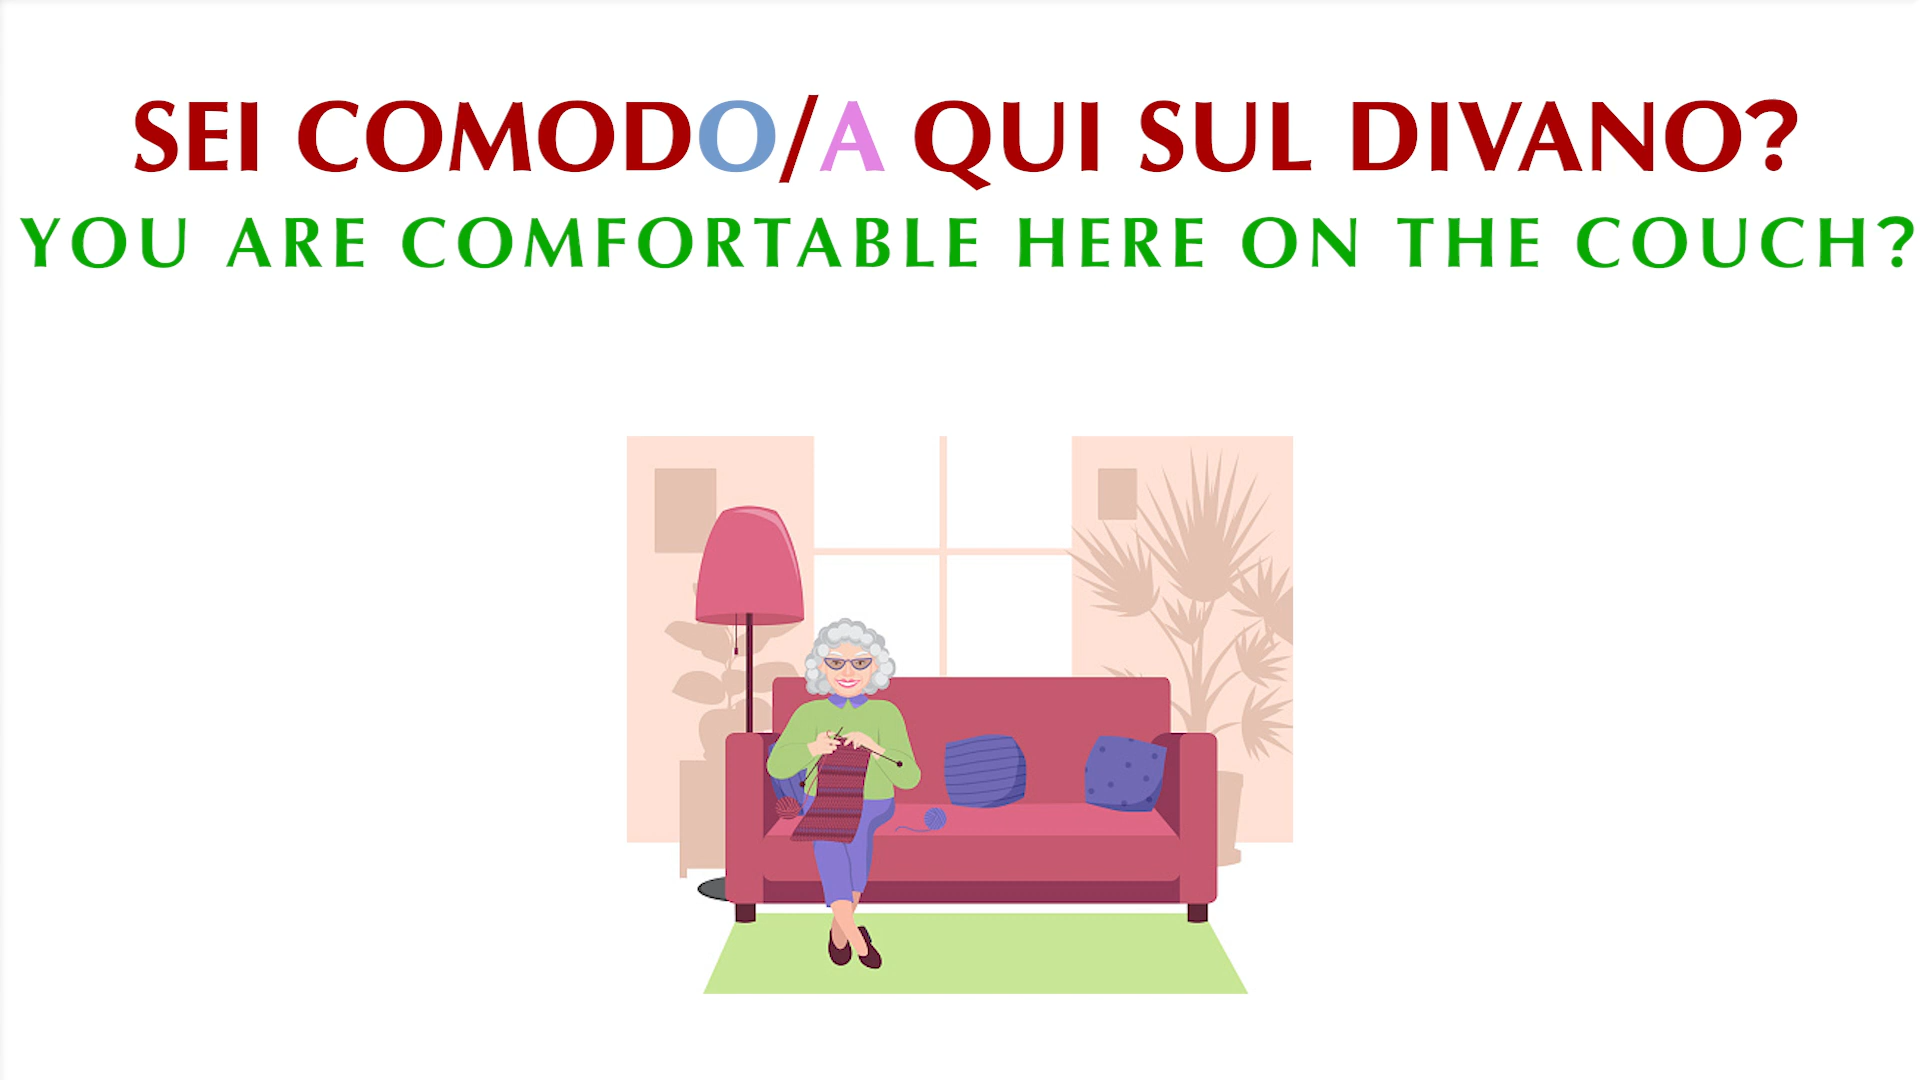 SEI COMODO/A QUI SUL DIVANO?
YOU ARE COMFORTABLE HERE ON THE COUCH?